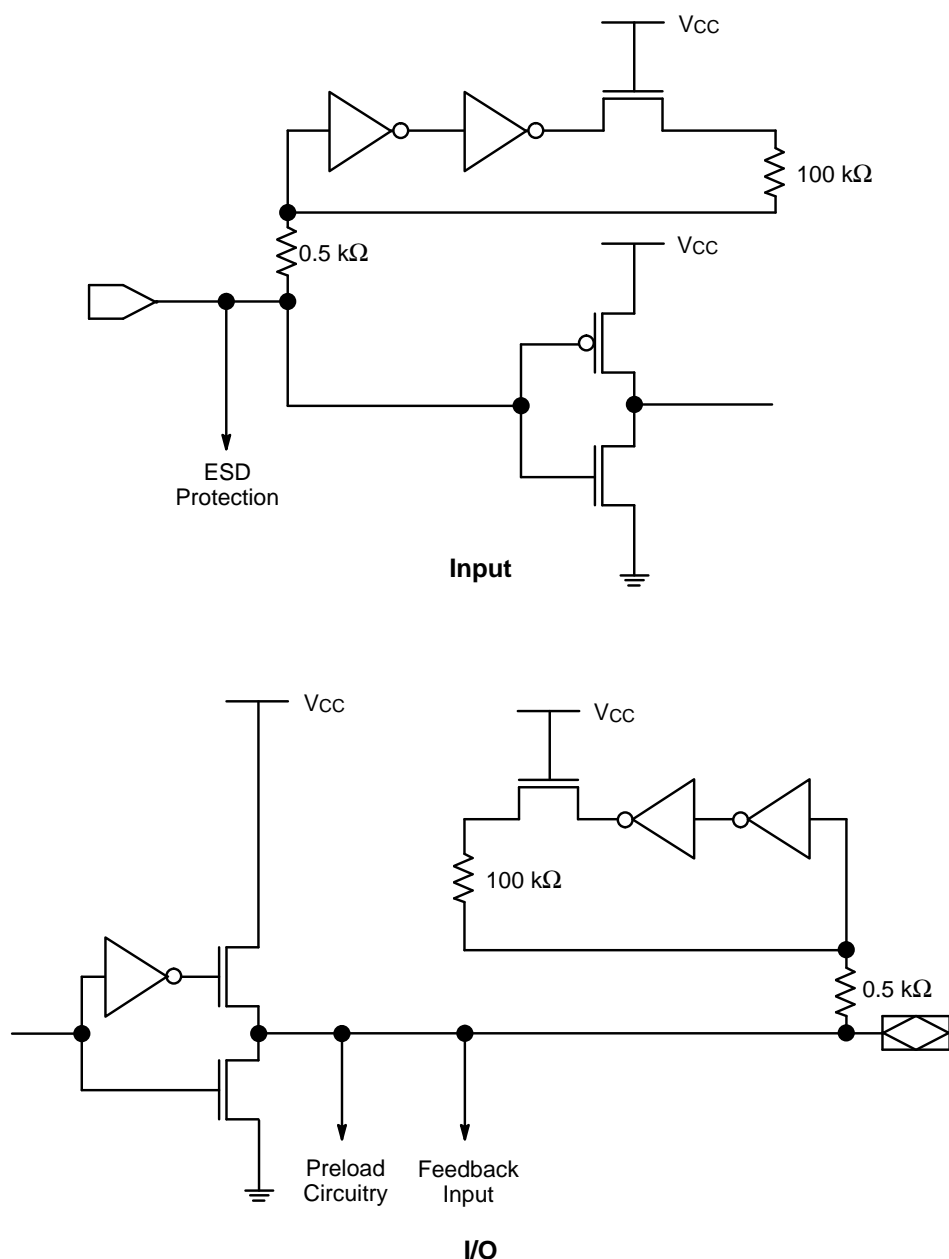 VCC
100 kΩ
0.5 kΩ
VCC
ESD
Protection
Input
VCC
VCC
100 kΩ
0.5 kΩ
Preload
Circuitry
Feedback
Input
I/O